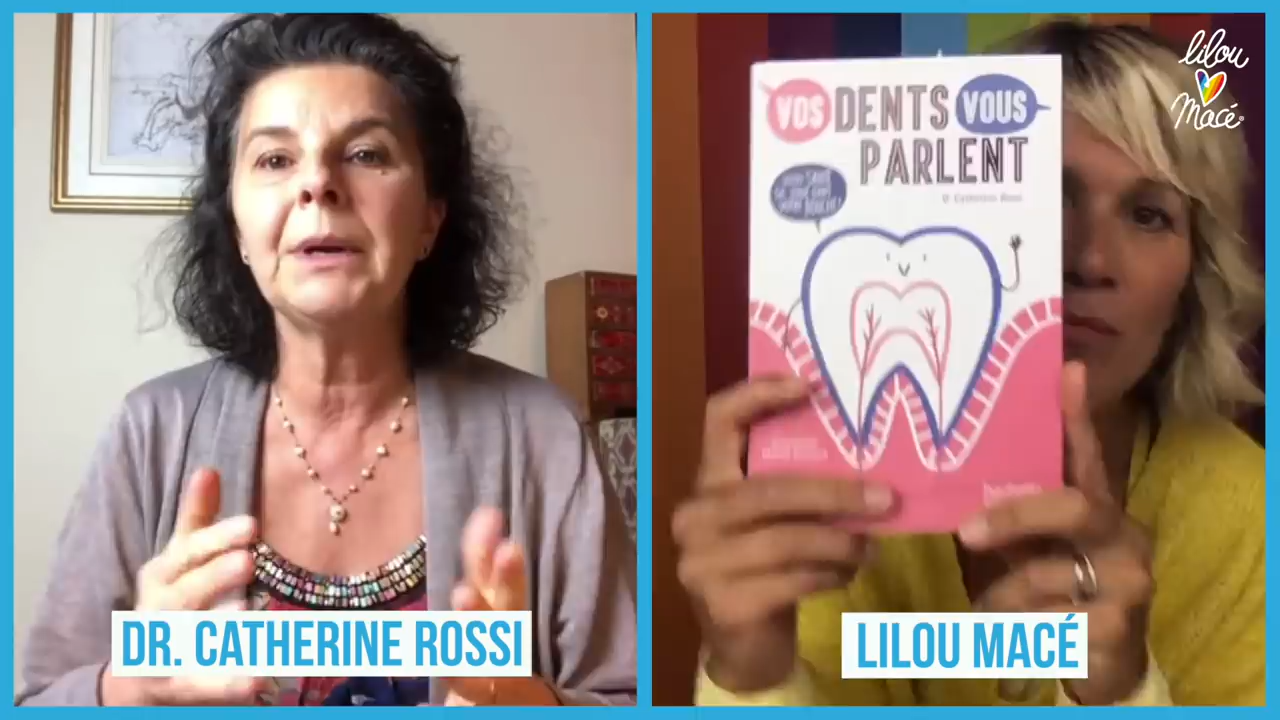 lilou
Macé
VOS DENTS VOUS
PARLENT
Dr Catherine Rossi
DR. CATHERINE ROSSI
LILOU MACÉ